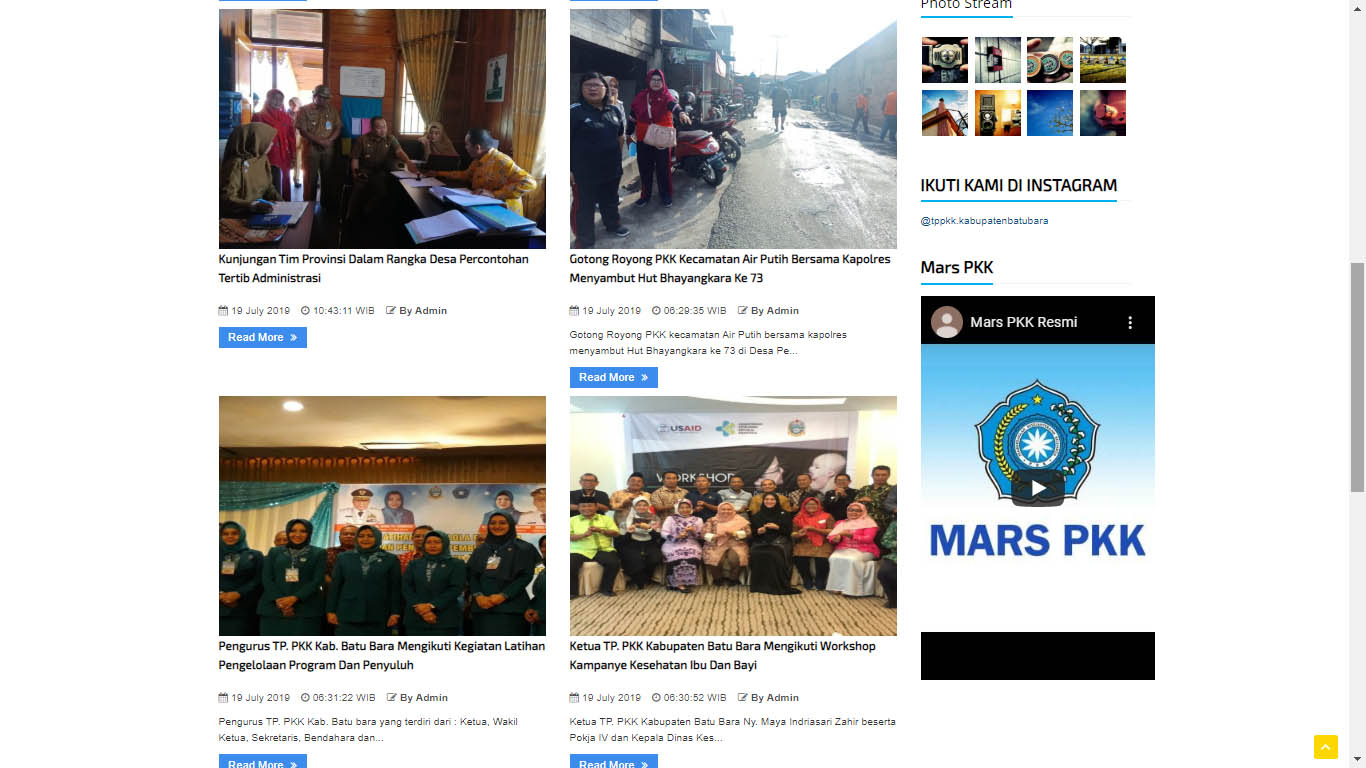 Photo Stream
Kunjungan Tim Provinsi Dalam Rangka Desa Percontohan
Tertib Administrasi
19 July 2019 10:43:11 WIB By Admin
Read More »
Gotong Royong PKK Kecamatan Air Putih Bersama Kapolres
Menyambut Hut Bhayangkara Ke 73
19 July 2019 06:29:35 WIB By Admin
Gotong Royong PKK kecamatan Air Putih bersama kapolres
menyambut Hut Bhayangkara ke 73 di Desa Pe...
Read More »
USAID
WORKSHOP
Pengurus TP. PKK Kab. Batu Bara Mengikuti Kegiatan Latihan
Pengelolaan Program Dan Penyuluh
19 July 2019 06:31:22 WIB By Admin
Pengurus TP. PKK Kab. Batu bara yang terdiri dari : Ketua, Wakil
Ketua, Sekretaris, Bendahara dan...
Read More »
Ketua TP. PKK Kabupaten Batu Bara Mengikuti Workshop
Kampanye Kesehatan Ibu Dan Bayi
19 July 2019 06:30:52 WIB By Admin
Ketua TP. PKK Kabupaten Batu Bara Ny. Maya Indriasari Zahir beserta
Pokja IV dan Kepala Dinas Kes...
Read More »
IKUTI KAMI DI INSTAGRAM
@tppkk.kabupatenbatubara
Mars PKK
Mars PKK Resmi
MARS PKK